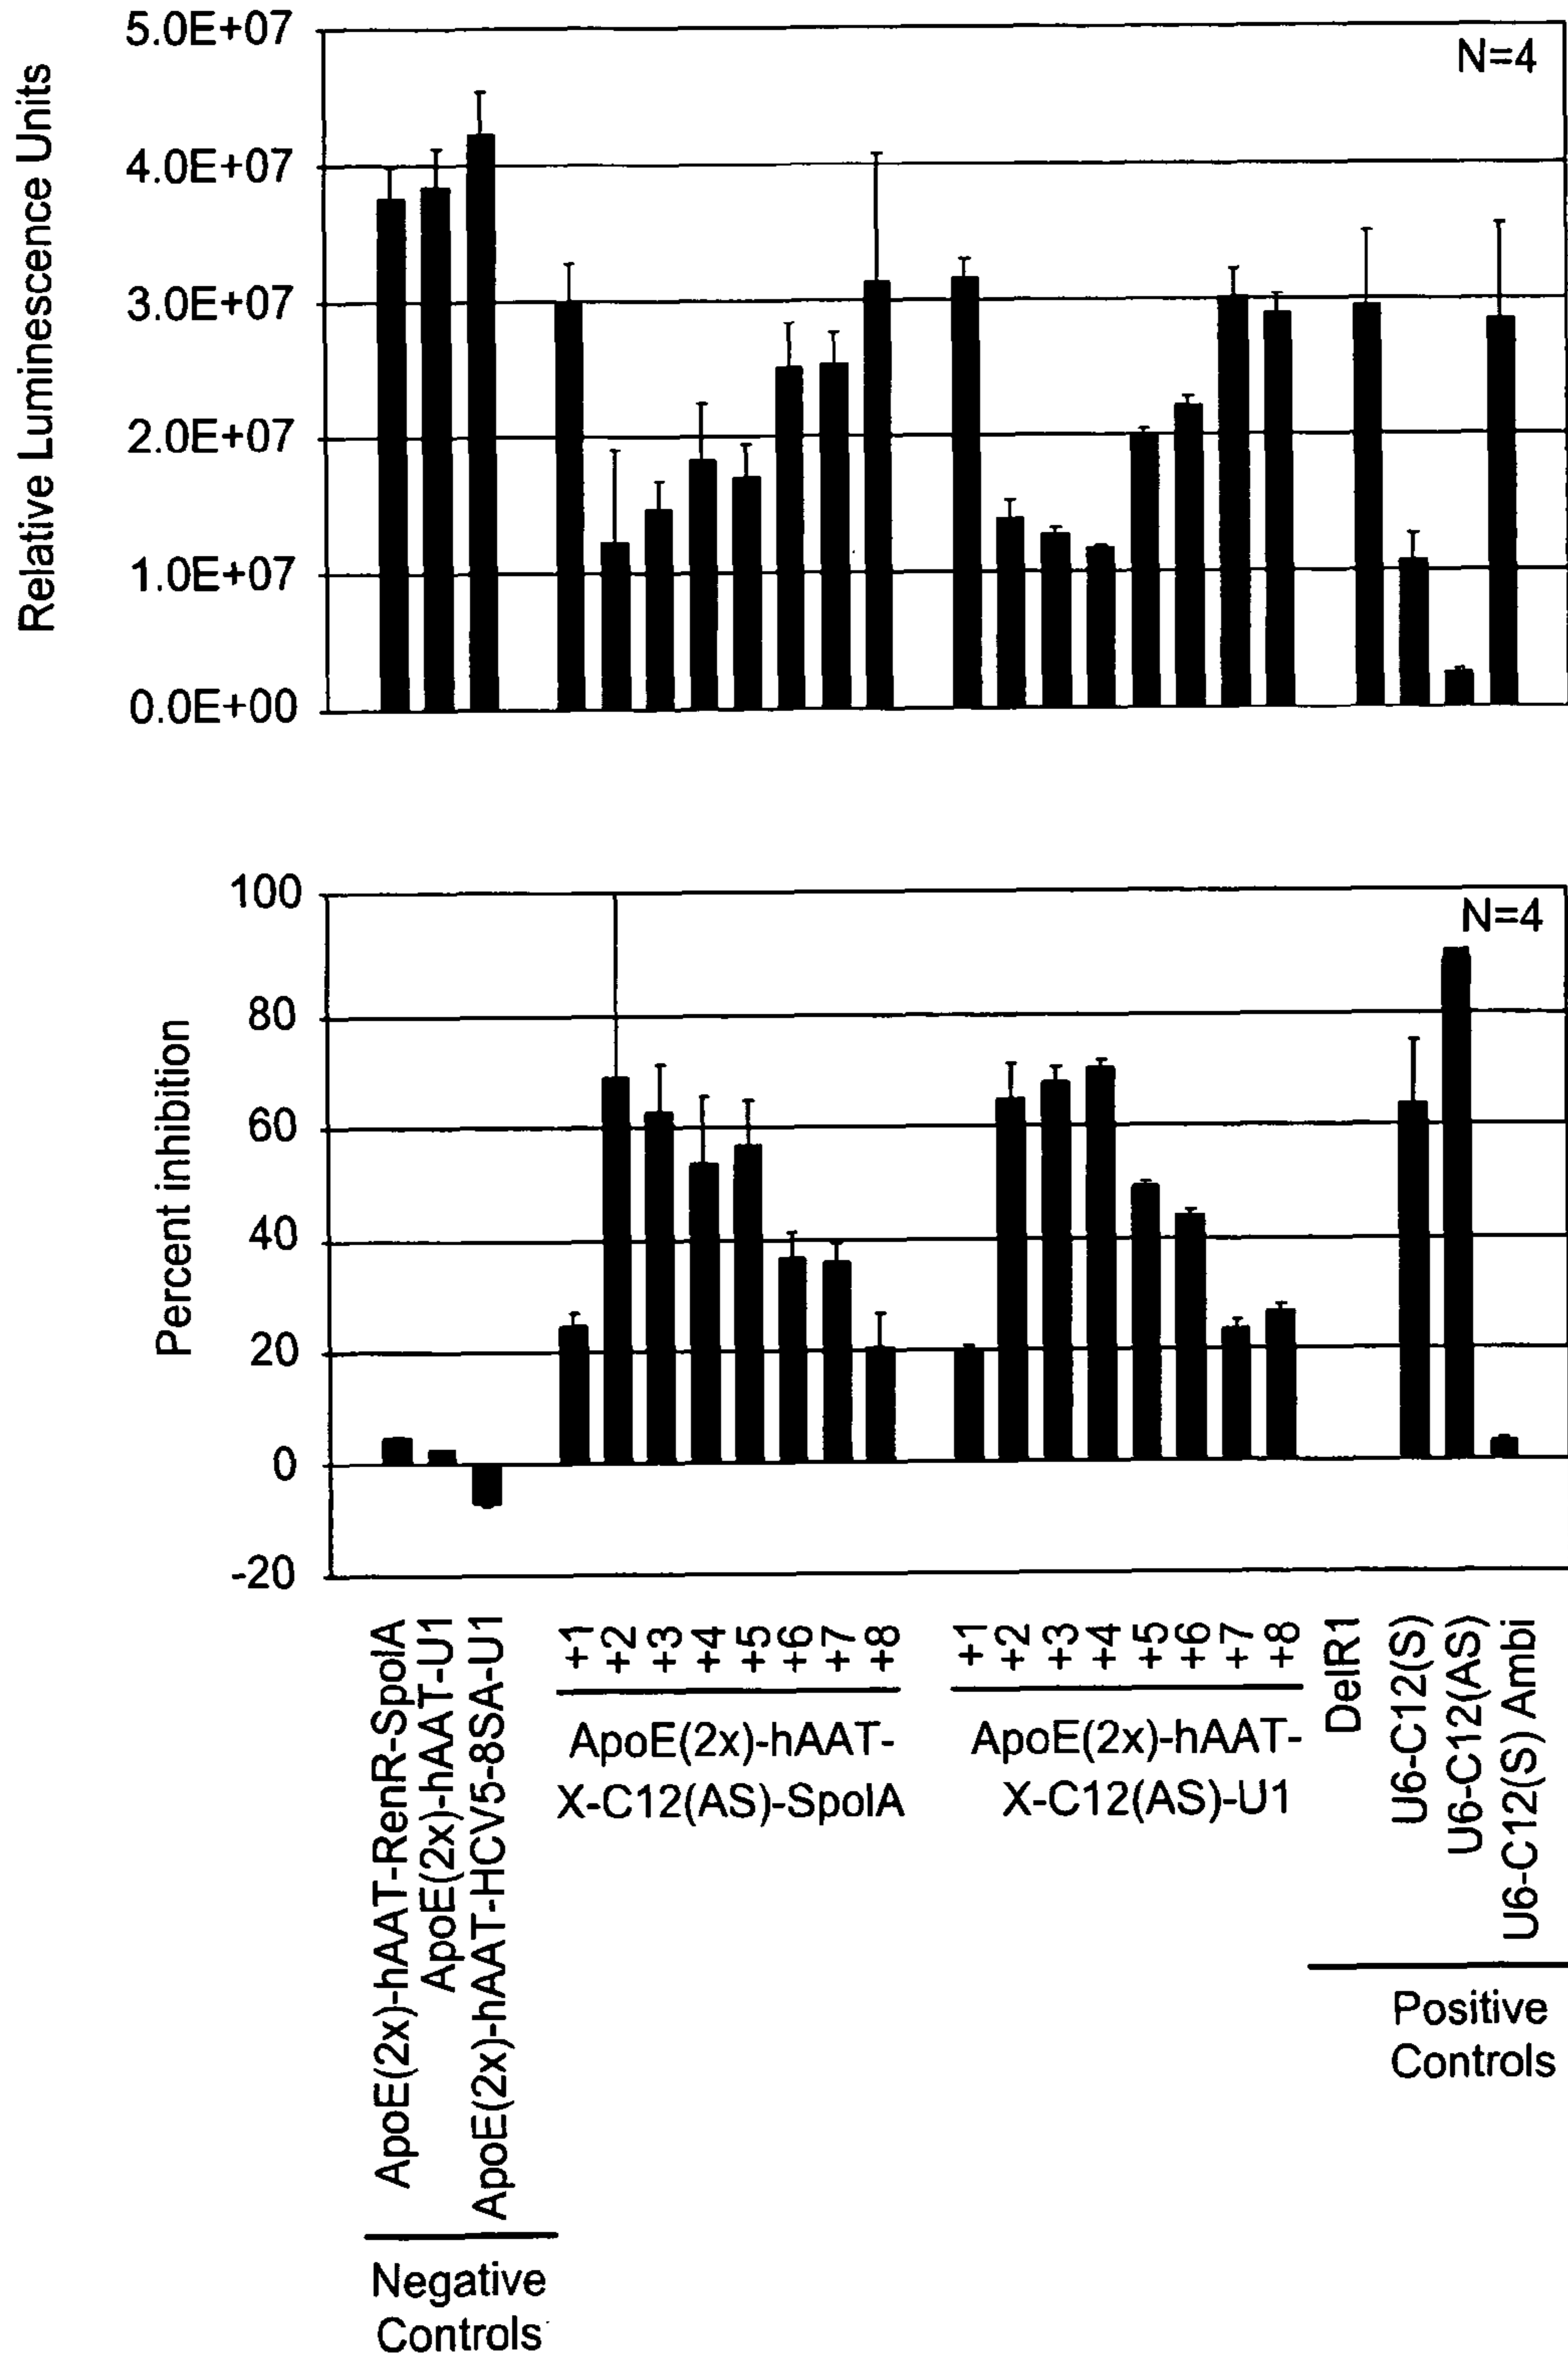 Relative Luminescence Units
5.0E+07
4.0E+07
3.0E+07
2.0E+07
1.0E+07
0.0E+00
N=4
Percent inhibition
100
80
60
40
20
0
-20
N=4
ApoE(2x)-hAAT-RenR-SpolA
ApoE(2x)-hAAT-U1
ApoE(2x)-hAAT-HCV5-8SA-U1
Negative
Controls
+1
+2
+3
+4
+5
+6
+7
+8
ApoE(2x)-hAAT-
X-C12(AS)-SpolA
+1
+2
+3
+4
+5
+6
+7
+8
ApoE(2x)-hAAT-
X-C12(AS)-U1
DelR1
U6-C12(S)
U6-C12(AS)
U6-C12(S) Ambi
Positive
Controls